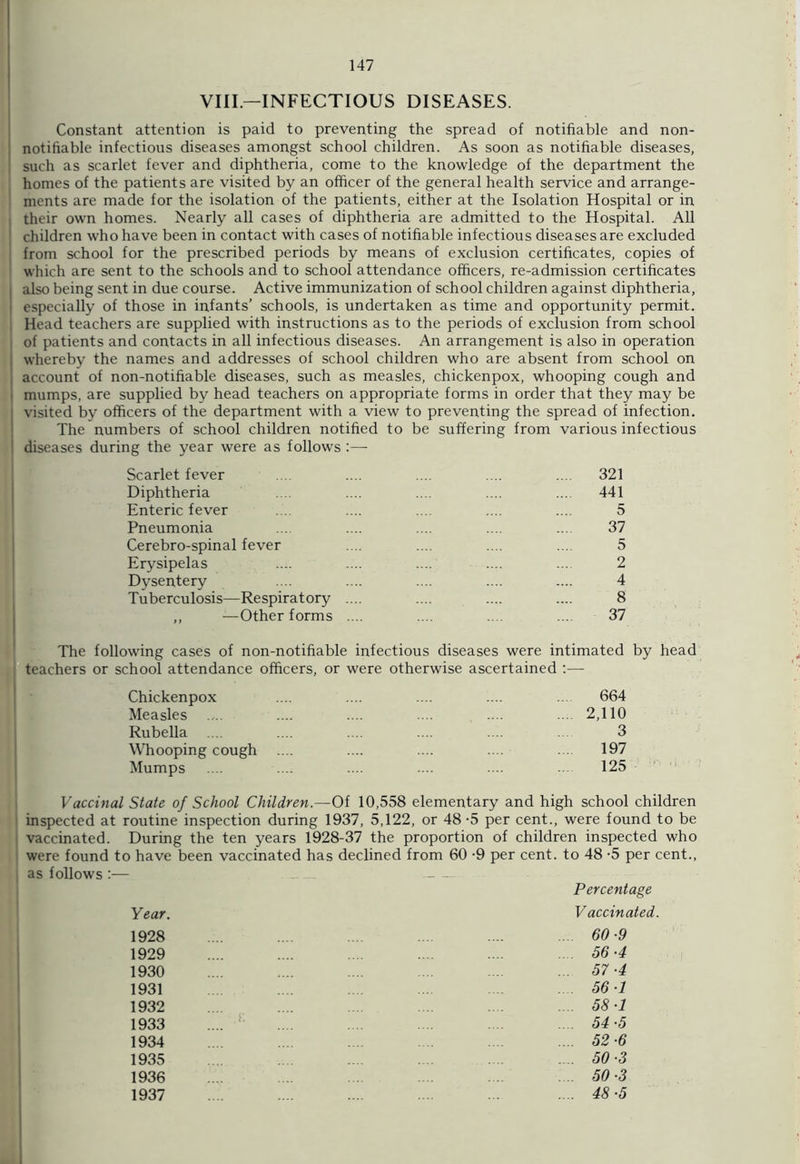 147
VIII.—INFECTIOUS DISEASES.
Constant attention is paid to preventing the spread of notifiable and non-
notifiable infectious diseases amongst school children. As soon as notifiable diseases,
such as scarlet fever and diphtheria, come to the knowledge of the department the
homes of the patients are visited by an officer of the general health service and arrange-
ments are made for the isolation of the patients, either at the Isolation Hospital or in
their own homes. Nearly all cases of diphtheria are admitted to the Hospital. All
children who have been in contact with cases of notifiable infectious diseases are excluded
from school for the prescribed periods by means of exclusion certificates, copies of
which are sent to the schools and to school attendance officers, re-admission certificates
also being sent in due course. Active immunization of school children against diphtheria,
especially of those in infants' schools, is undertaken as time and opportunity permit.
Head teachers are supplied with instructions as to the periods of exclusion from school
of patients and contacts in all infectious diseases. An arrangement is also in operation
whereby the names and addresses of school children who are absent from school on
account of non-notifiable diseases, such as measles, chickenpox, whooping cough and
mumps, are supplied by head teachers on appropriate forms in order that they may be
visited by officers of the department with a view to preventing the spread of infection.
The numbers of school children notified to be suffering from various infectious
diseases during the year were as follows :—
Scarlet fever .... .... .... .... .... 321
Diphtheria .... .... .... .... .... 441
Enteric fever .... .... .... .... .... 5
Pneumonia .... .... .... .... .... 37
Cerebro-spinal fever .... .... .... .... 5
Erysipelas .... .... .... .... .... 2
Dysentery .... .... .... .... .... 4
Tuberculosis—Respiratory .... .... .... .... 8
,, —Other forms .... .... .... .... 37
The following cases of non-notifiable infectious diseases were intimated by head
teachers or school attendance officers, or were otherwise ascertained :—
Chickenpox .... .... .... .... .... 664
Measles .... .... .... .... .... .... 2,110
Rubella .... .... .... .... .... .... 3
Whooping cough .... .... .... .... .... 197
Mumps .... .... .... .... .... .... 125
Vaccinal State of School Children.—Of 10,558 elementary and high school children
inspected at routine inspection during 1937, 5,122, or 48·5 per cent., were found to be
vaccinated. During the ten years 1928-37 the proportion of children inspected who
were found to have been vaccinated has declined from 60·9 per cent. to 48·5 per cent.,
as follows :—
Percentage
Year. Vaccinated.
1928 .... .... .... .... .... .... 60·9
1929 .... .... .... .... .... .... 56·4
1930 .... .... .... .... .... .... 57·4
1931 .... .... .... .... .... .... 56·1
1932 .... .... .... .... .... .... 58·1
1933 .... .... .... .... .... .... 54·5
1934 .... .... .... .... .... .... 52·6
1935 .... .... .... .... .... .... 50·3
1936 .... .... .... .... .... .... 50·3
1937 .... .... .... .... .... .... 48·5